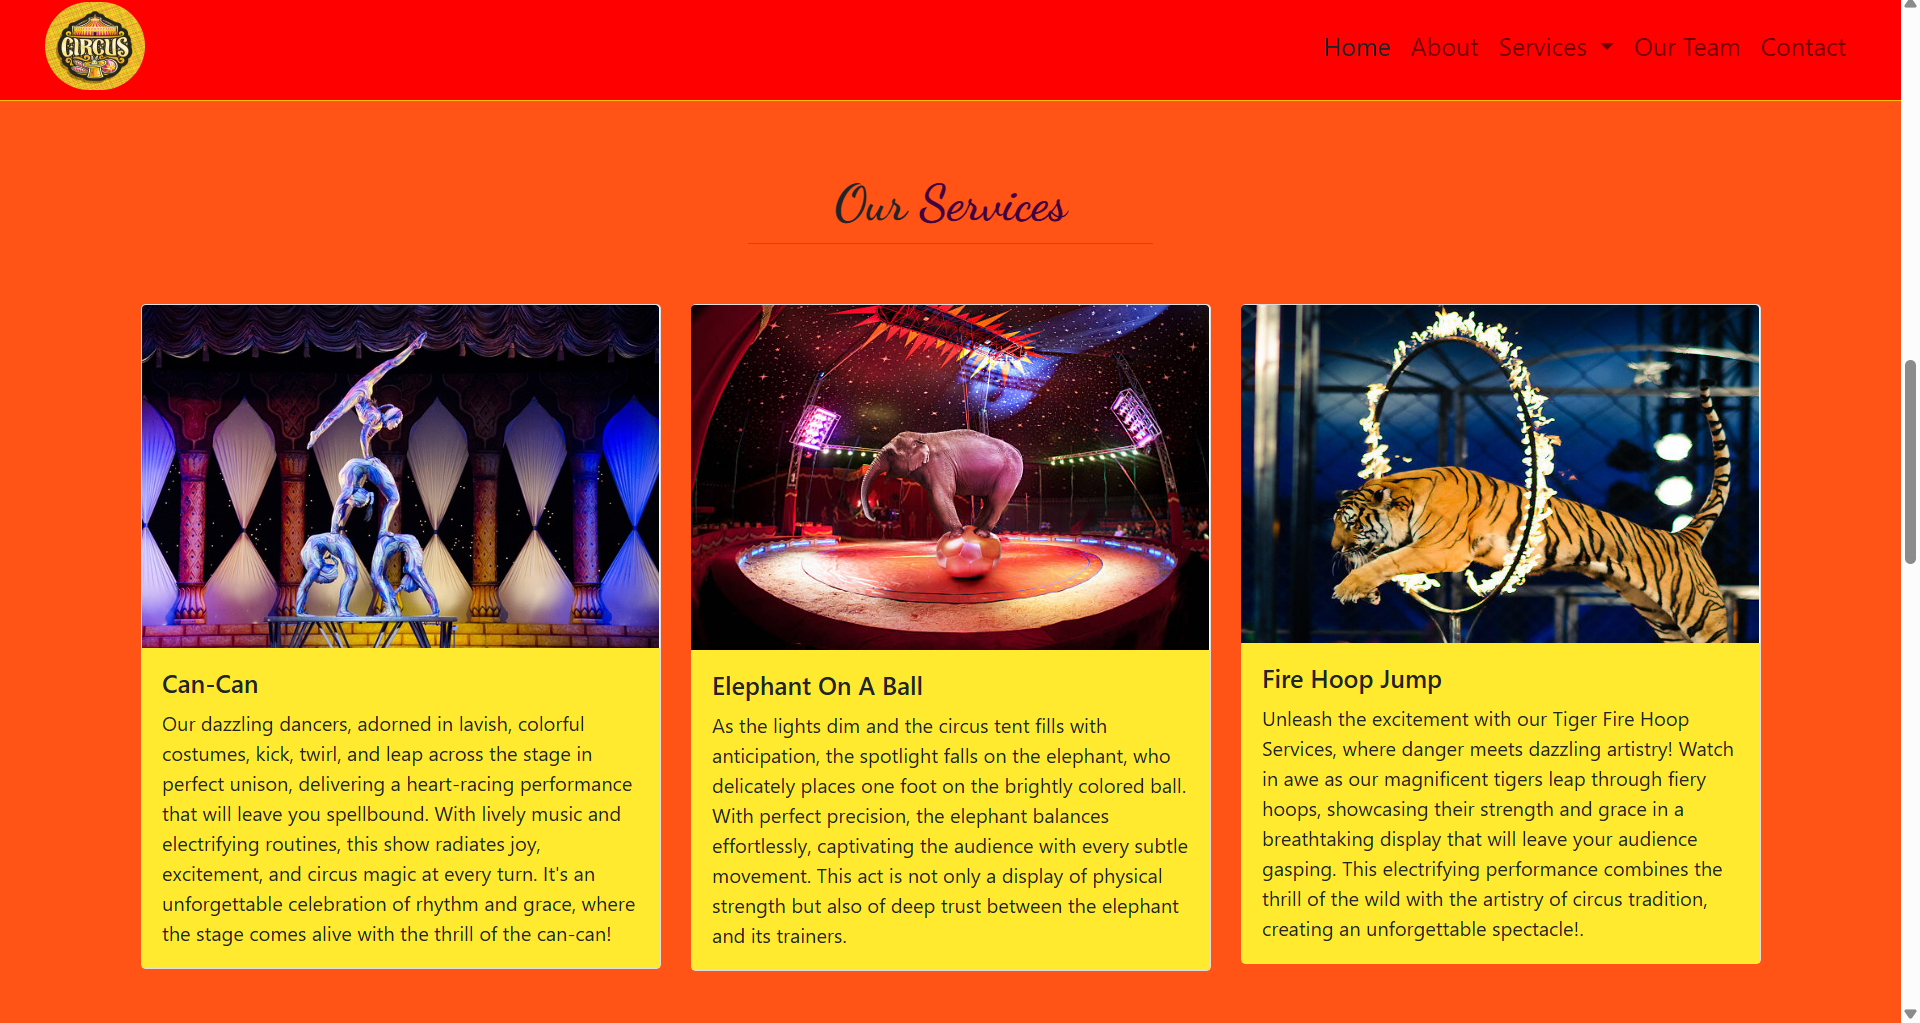 CIRCUS
Home About Services Our Team Contact
Our Services
Can-Can
Our dazzling dancers, adorned in lavish, colorful
costumes, kick, twirl, and leap across the stage in
perfect unison, delivering a heart-racing performance
that will leave you spellbound. With lively music and
electrifying routines, this show radiates joy,
excitement, and circus magic at every turn. It's an
unforgettable celebration of rhythm and grace, where
the stage comes alive with the thrill of the can-can!
Elephant On A Ball
As the lights dim and the circus tent fills with
anticipation, the spotlight falls on the elephant, who
delicately places one foot on the brightly colored ball.
With perfect precision, the elephant balances
effortlessly, captivating the audience with every subtle
movement. This act is not only a display of physical
strength but also of deep trust between the elephant
and its trainers.
Fire Hoop Jump
Unleash the excitement with our Tiger Fire Hoop
Services, where danger meets dazzling artistry! Watch
in awe as our magnificent tigers leap through fiery
hoops, showcasing their strength and grace in a
breathtaking display that will leave your audience
gasping. This electrifying performance combines the
thrill of the wild with the artistry of circus tradition,
creating an unforgettable spectacle!.